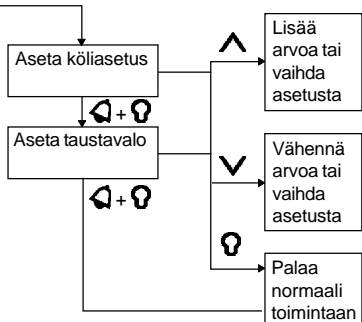 Aseta köliasetus
+
Aseta taustavalo
+
Lisää
arvoa tai
vaihda
asetusta
Vähennä
arvoa tai
vaihda
asetusta
Palaa
normaali
toimintaan